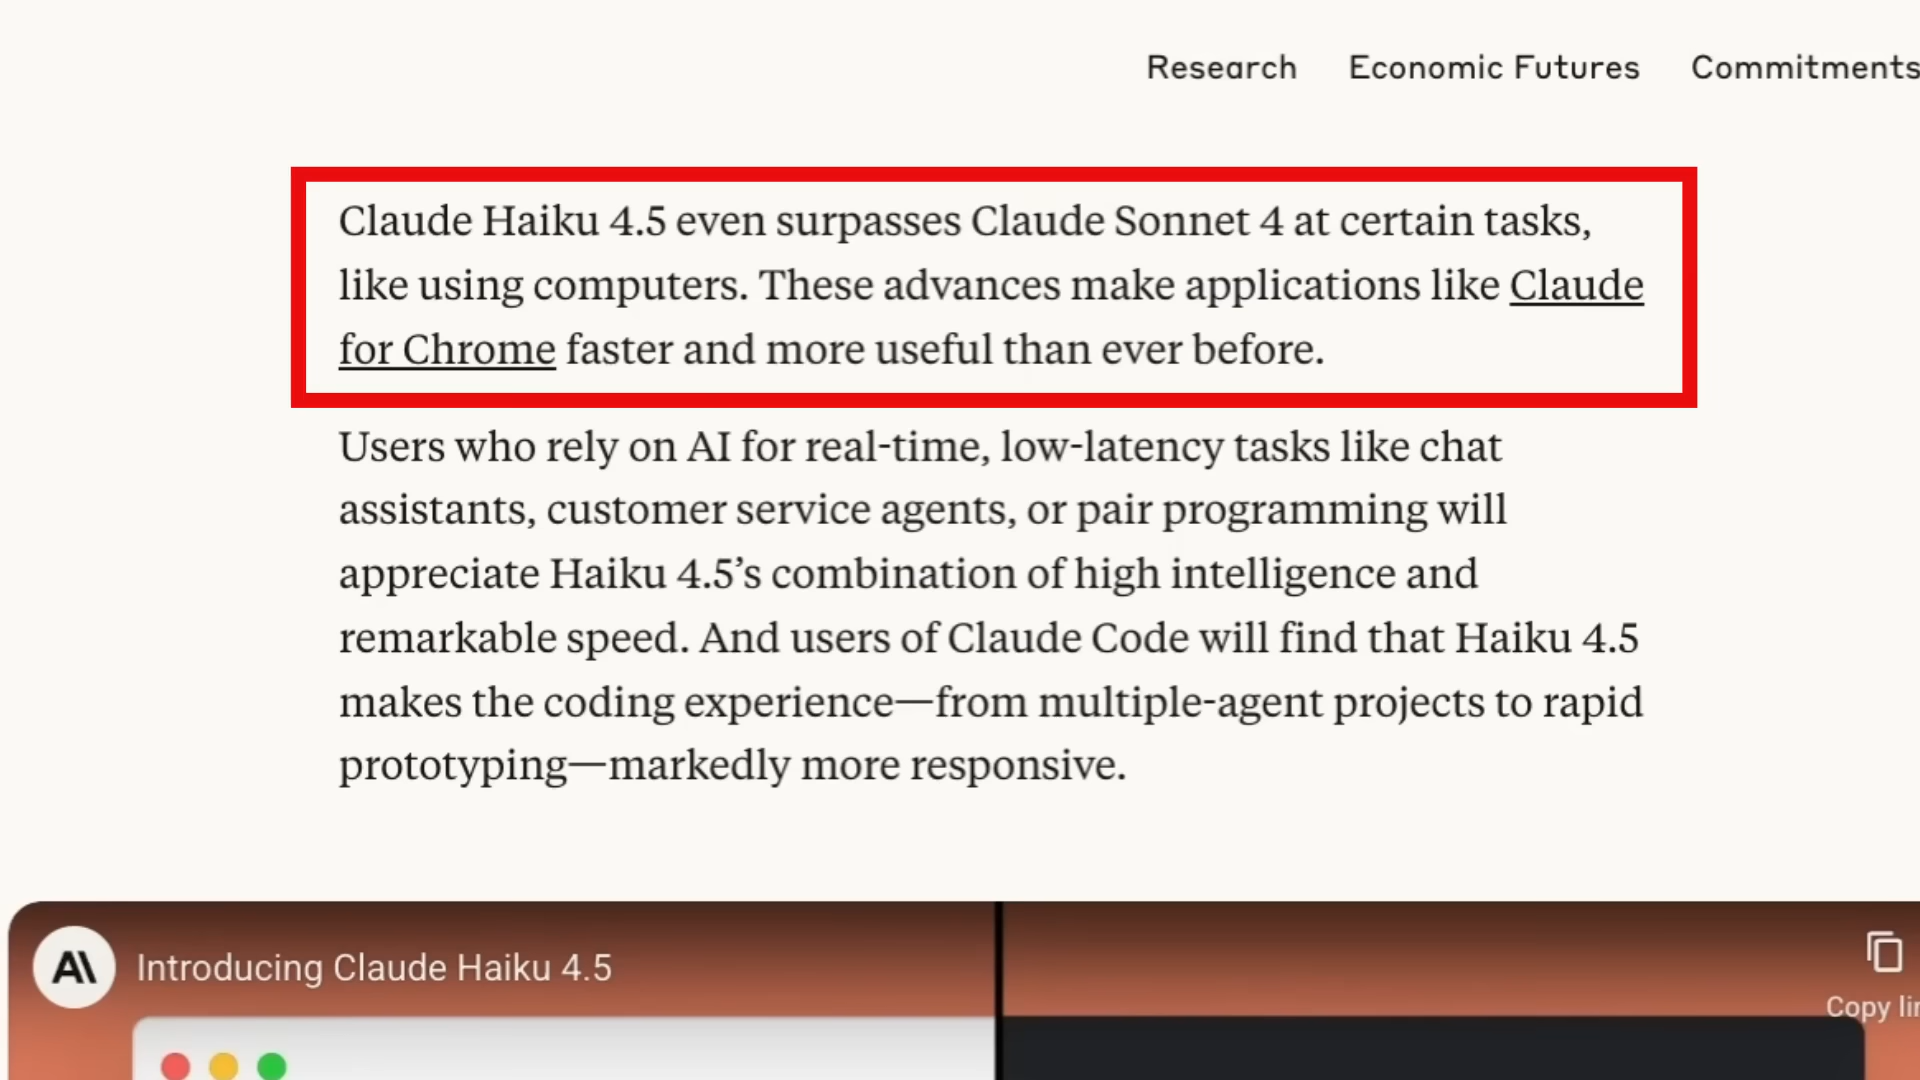 Research Economic Futures Commitments
Claude Haiku 4.5 even surpasses Claude Sonnet 4 at certain tasks,
like using computers. These advances make applications like Claude
for Chrome faster and more useful than ever before.
Users who rely on AI for real-time, low-latency tasks like chat
assistants, customer service agents, or pair programming will
appreciate Haiku 4.5’s combination of high intelligence and
remarkable speed. And users of Claude Code will find that Haiku 4.5
makes the coding experience—from multiple-agent projects to rapid
prototyping—markedly more responsive.
A\ Introducing Claude Haiku 4.5
Copy